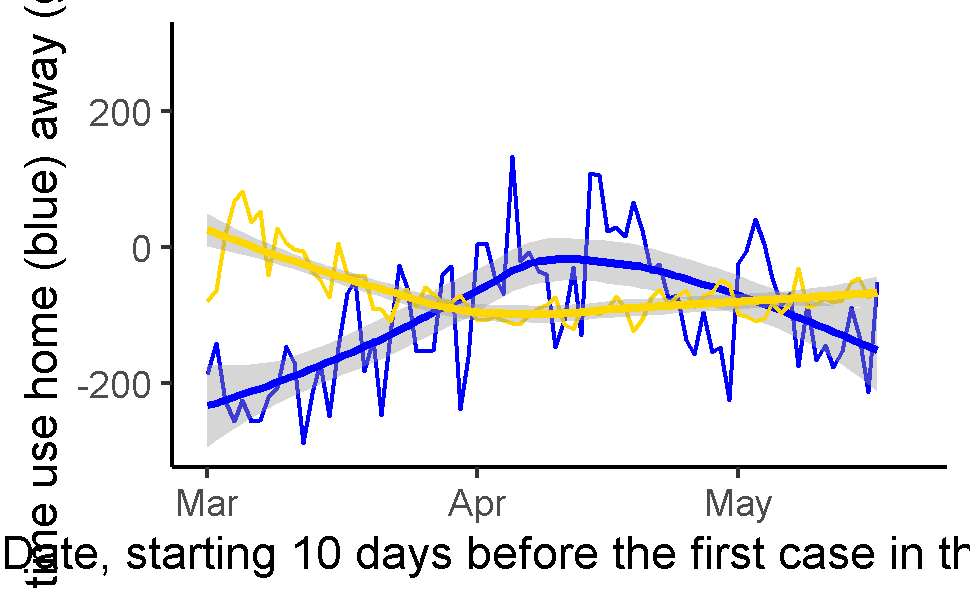 time use home (blue) away (
200
0
-200
Mar Apr May
Date, starting 10 days before the first case in th